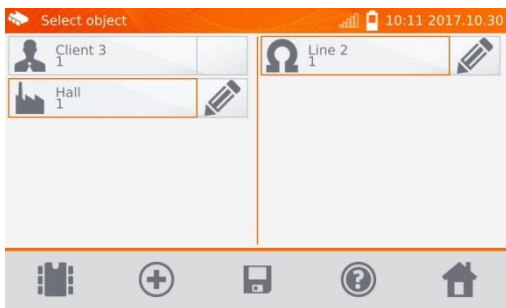 Select object
10:11 2017.10.30
Client 3
1
Hall
1
Line 2
1